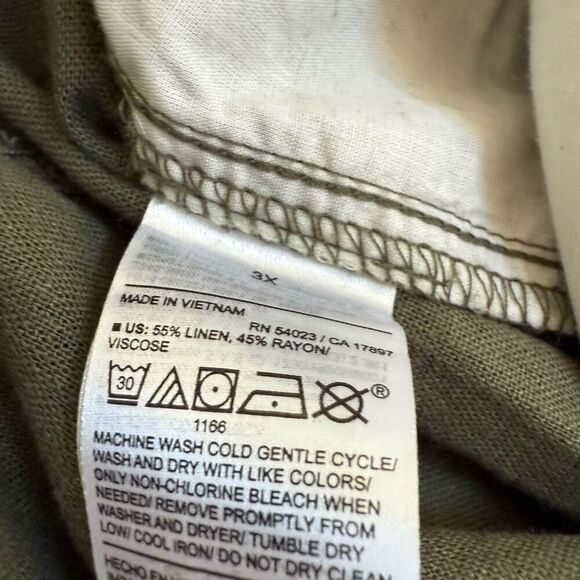 3X
MADE IN VIETNAM RN 54023 / CA 17897
■ US: 55% LINEN, 45% RAYON/
VISCOSE
30 ®
1166
MACHINE WASH COLD GENTLE CYCLE/
WASH AND DRY WITH LIKE COLORS/
ONLY NON-CHLORINE BLEACH WHEN
NEEDED/ REMOVE PROMPTLY FROM
WASHER AND DRYER/ TUMBLE DRY
LOW/ COOL IRON/ DO NOT DRY CLEAN
HECHO EN